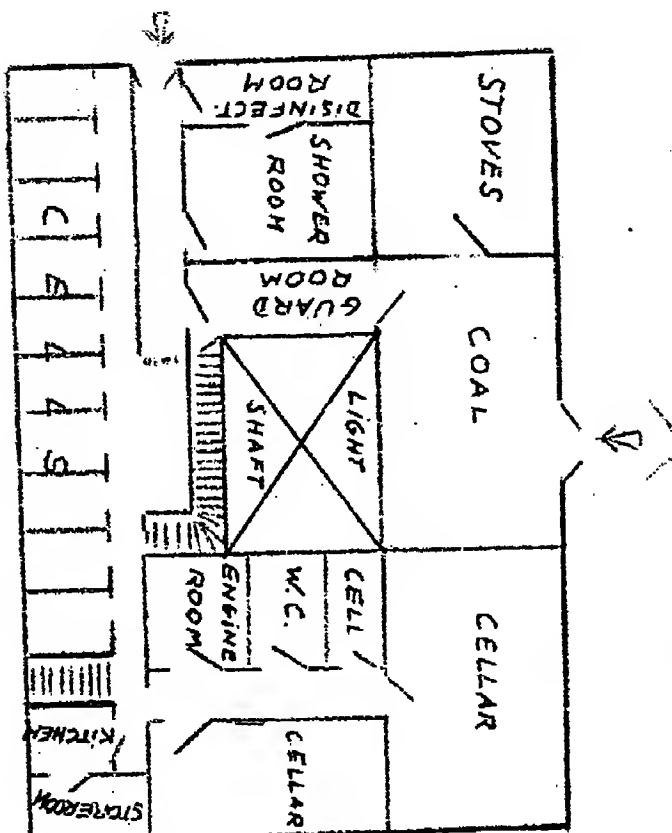 DISINFECT.
ROOM
STOVES
SHOWER
ROOM
GUARD
ROOM
COAL
CELLS
LIGHT
SHAFT
ENGINE
ROOM
W.C.
CELL
CELLAR
KITCHEN
CELLAR
STOREROOM